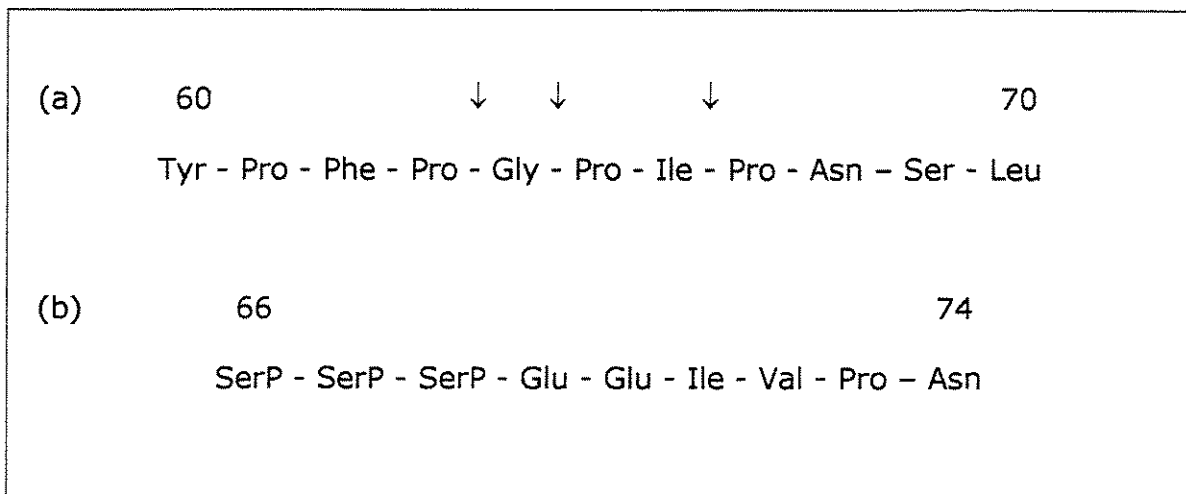 (a) 60 ↓ ↓ ↓ 70
Tyr - Pro - Phe - Pro - Gly - Pro - Ile - Pro - Asn – Ser - Leu
(b) 66 74
SerP - SerP - SerP - Glu - Glu - Ile - Val - Pro – Asn